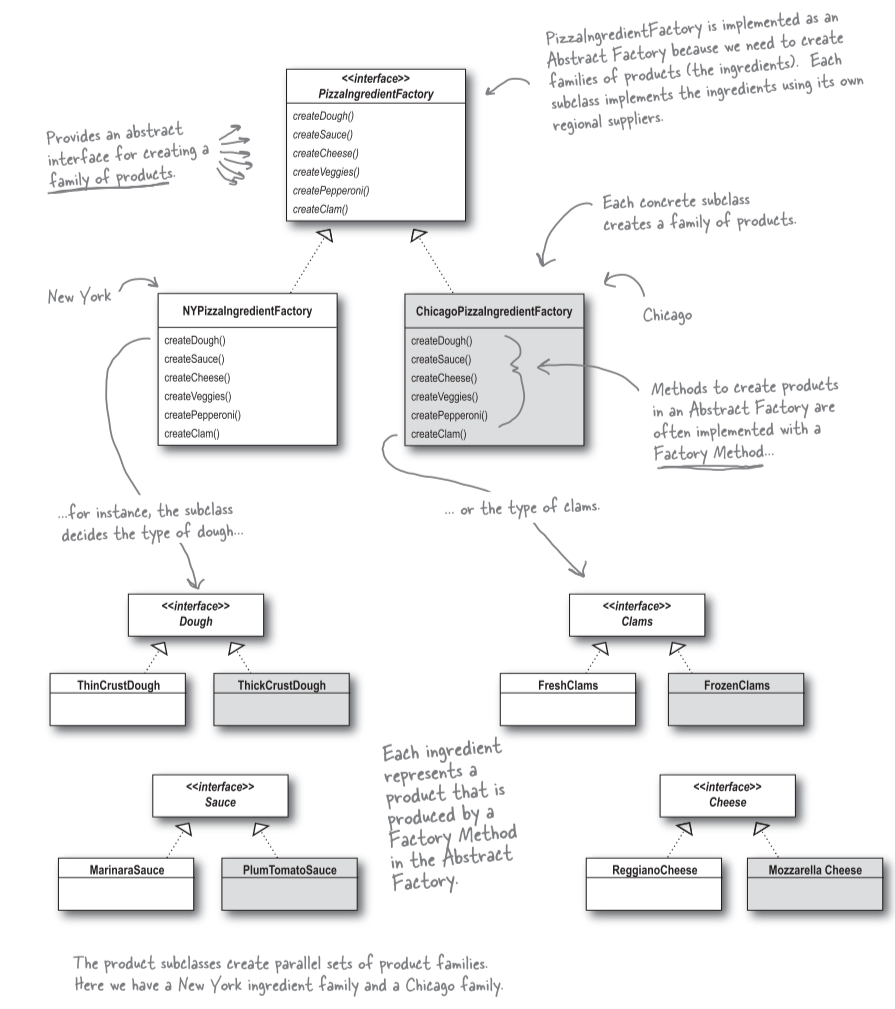 PizzaIngredientFactory is implemented as an
Abstract Factory because we need to create
families of products (the ingredients). Each
subclass implements the ingredients using its own
regional suppliers.
<<interface>>
PizzaIngredientFactory
createDough()
createSauce()
createCheese()
createVeggies()
createPepperoni()
createClam()
Provides an abstract
interface for creating a
family of products.
Each concrete subclass
creates a family of products.
New York
Chicago
NYPizzaIngredientFactory
createDough()
createSauce()
createCheese()
createVeggies()
createPepperoni()
createClam()
ChicagoPizzaIngredientFactory
createDough()
createSauce()
createCheese()
createVeggies()
createPepperoni()
createClam()
Methods to create products
in an Abstract Factory are
often implemented with a
Factory Method...
...for instance, the subclass
decides the type of dough...
... or the type of clams.
<<interface>>
Dough
ThinCrustDough
ThickCrustDough
<<interface>>
Clams
FreshClams
FrozenClams
Each ingredient
represents a
product that is
produced by a
Factory Method
in the Abstract
Factory.
<<interface>>
Sauce
MarinaraSauce
PlumTomatoSauce
<<interface>>
Cheese
ReggianoCheese
Mozzarella Cheese
The product subclasses create parallel sets of product families.
Here we have a New York ingredient family and a Chicago family.